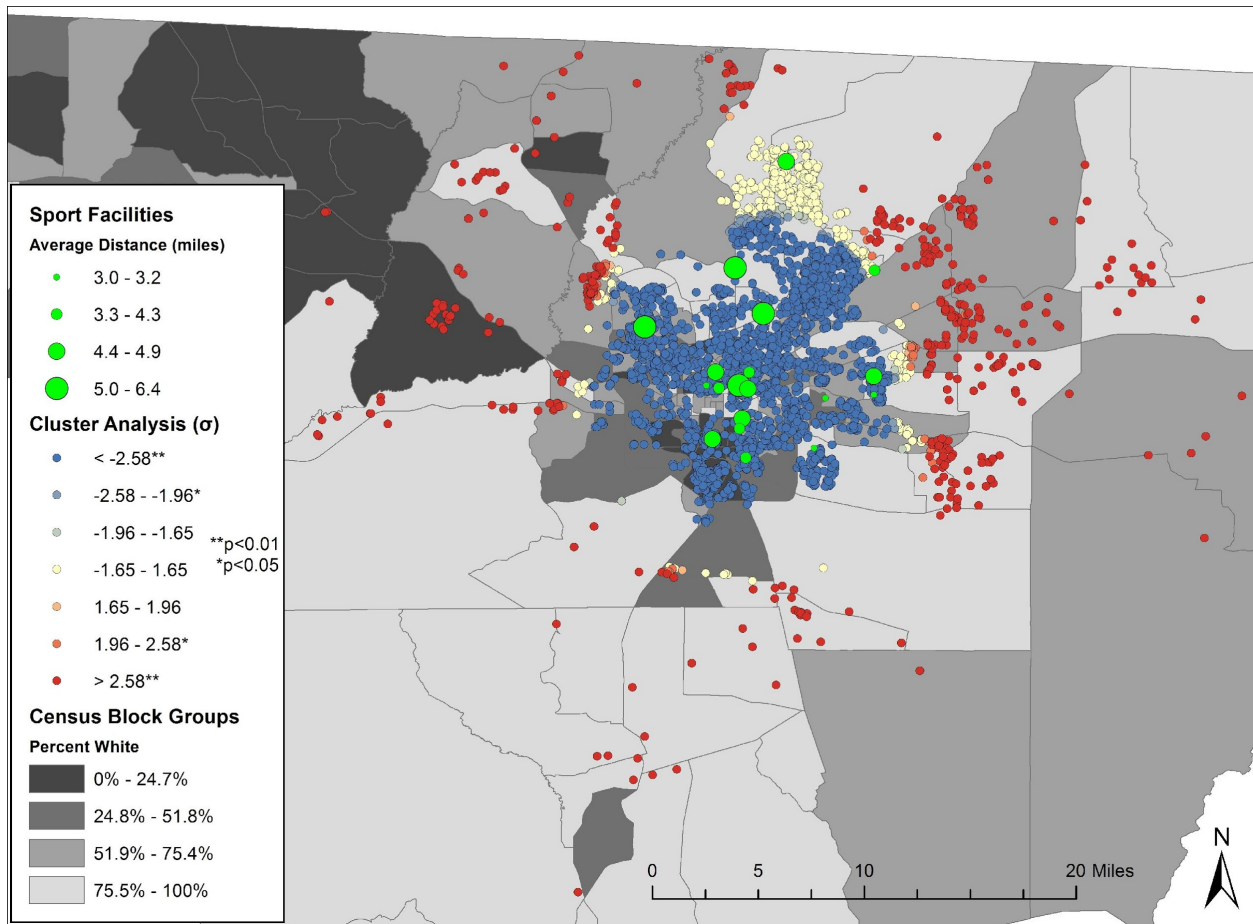 Sport Facilities
Average Distance (miles)
3.0 - 3.2
3.3 - 4.3
4.4 - 4.9
5.0 - 6.4
Cluster Analysis (σ)
< -2.58**
-2.58 - -1.96*
-1.96 - -1.65
-1.65 - 1.65
1.65 - 1.96
1.96 - 2.58*
> 2.58**
**p<0.01
*p<0.05
Census Block Groups
Percent White
0% - 24.7%
24.8% - 51.8%
51.9% - 75.4%
75.5% - 100%
0 5 10 20 Miles
N